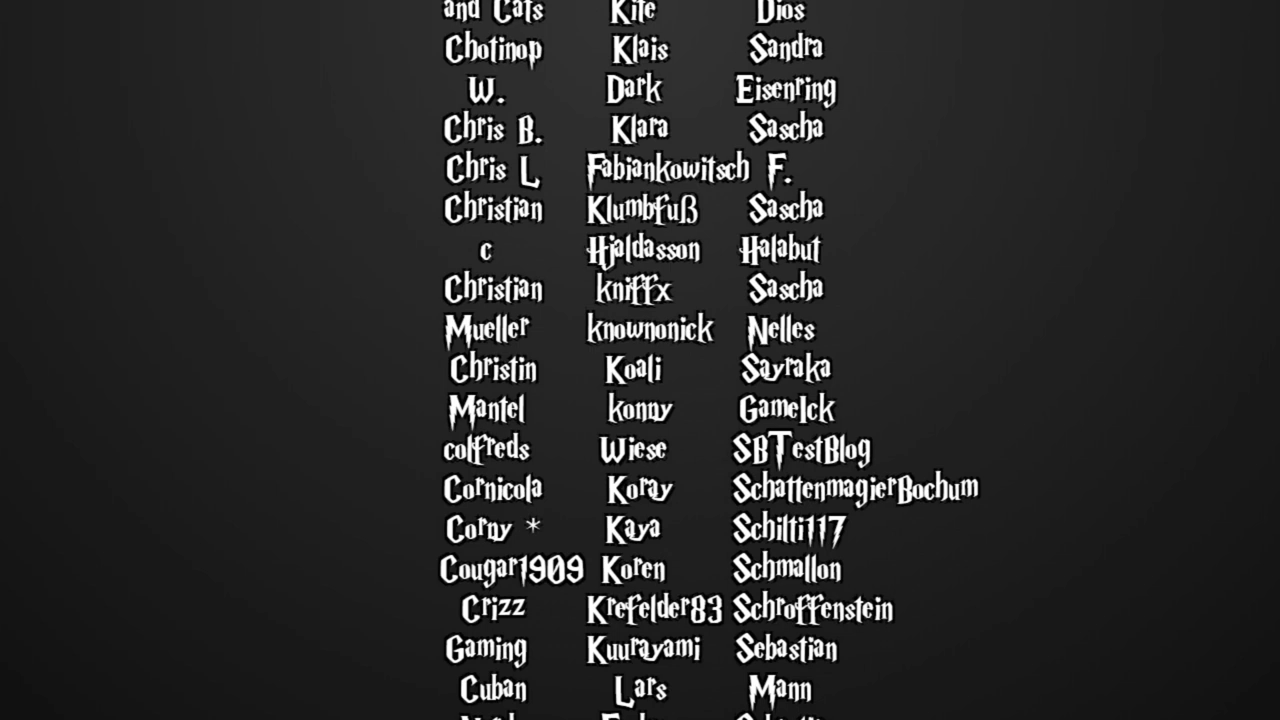 and Cats Kite Dios
Chotinop Klais Sandra
W. Dark Eisenring
Chris B. Klara Sascha
Chris L Fabiankowitsch F.
Christian Klumbfuß Sascha
c Hjaldasson Halabut
Christian kniffx Sascha
Mueller knownonick Nelles
Christin Koali Sayraka
Mantel konny GameIck
colfreds Wiese SBTestBlog
Cornicola Koray SchattenmagierBochum
Corny * Kaya Schilti117
Cougar1909 Koren Schmallon
Crizz Krefelder83 Schroffenstein
Gaming Kuurayami Sebastian
Cuban Lars Mann